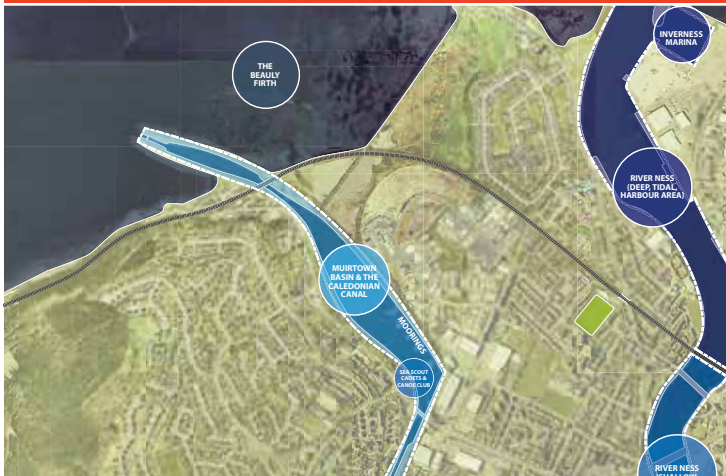 THE
BEAULY
FIRTH
INVERNESS
MARINA
RIVER NESS
(DEEP, TIDAL,
HARBOUR AREA)
MUIRTOWN
BASIN & THE
CALEDONIAN
CANAL
MOORINGS
SEA SCOUT
CADETS &
CANOE CLUB
RIVER NESS